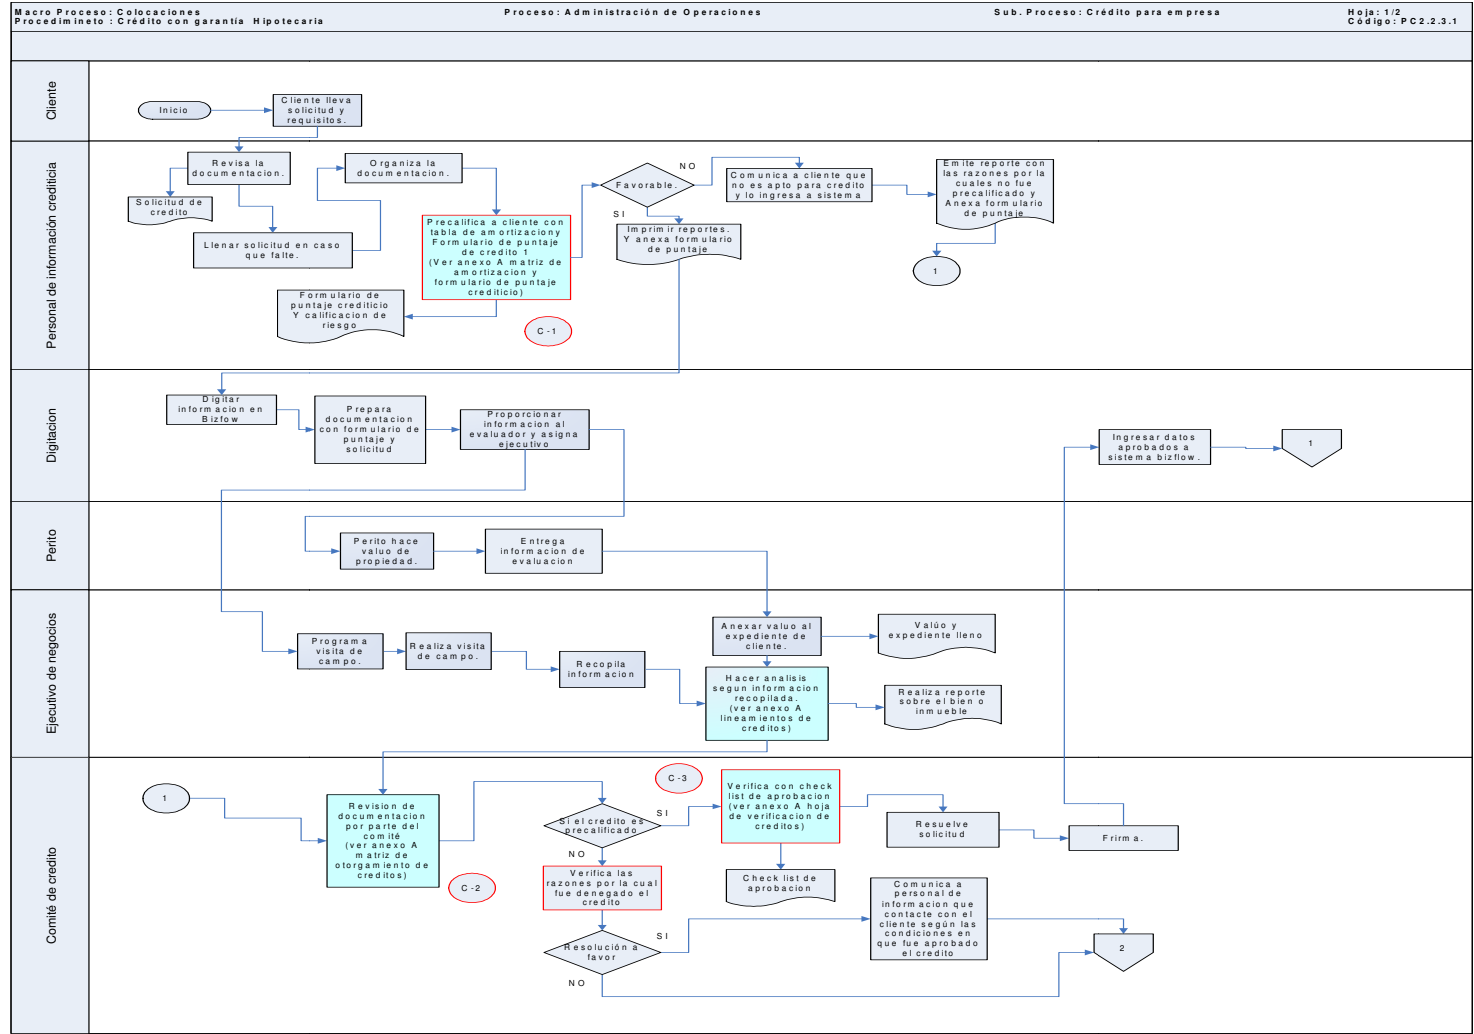 Macro Proceso: Colocaciones
Procedimineto : Crédito con garantía Hipotecaria
Proceso: Administración de Operaciones
Sub. Proceso: Crédito para empresa
Hoja: 1/2
Código: PC2.2.3.1
Cliente
Inicio
Cliente lleva
solicitud y
requisitos.
Personal de información crediticia
Revisa la
documentacion.
Solicitud de
credito
Llenar solicitud en caso
que falte.
Organiza la
documentacion.
Precalifica a cliente con
tabla de amortizaciony
Formulario de puntaje
de credito 1
(Ver anexo A matriz de
amortizacion y
formulario de puntaje
crediticio)
Formulario de
puntaje crediticio
Y calificacion de
riesgo
C-1
Favorable.
NO
SI
Imprimir reportes.
Y anexa formulario
de puntaje
Comunica a cliente que
no es apto para credito
y lo ingresa a sistema
Emite reporte con
las razones por la
cuales no fue
precalificado y
Anexa formulario
de puntaje
1
Digitacion
Digitar
informacion en
Bizfow
Prepara
documentacion
con formulario de
puntaje y
solicitud
Proporcionar
informacion al
evaluador y asigna
ejecutivo
Ingresar datos
aprobados a
sistema bizflow.
1
Perito
Perito hace
valuo de
propiedad.
Entrega
informacion de
evaluacion
Ejecutivo de negocios
Programa
visita de
campo.
Realiza visita
de campo.
Recopila
informacion
Anexar valuo al
expediente de
cliente.
Valúo y
expediente lleno
Hacer analisis
segun informacion
recopilada.
(ver anexo A
lineamientos de
creditos)
Realiza reporte
sobre el bien o
inmueble
Comité de credito
1
Revision de
documentacion
por parte del
comité
(ver anexo A
matriz de
otorgamiento de
creditos)
C-2
Si el credito es
precalificado
SI
NO
C-3
Verifica con check
list de aprobacion
(ver anexo A hoja
de verificacion de
creditos)
Check list de
aprobacion
Resuelve
solicitud
Frirma.
Verifica las
razones por la cual
fue denegado el
credito
Resolución a
favor
SI
NO
Comunica a
personal de
informacion que
contacte con el
cliente según las
condiciones en
que fue aprobado
el credito
2